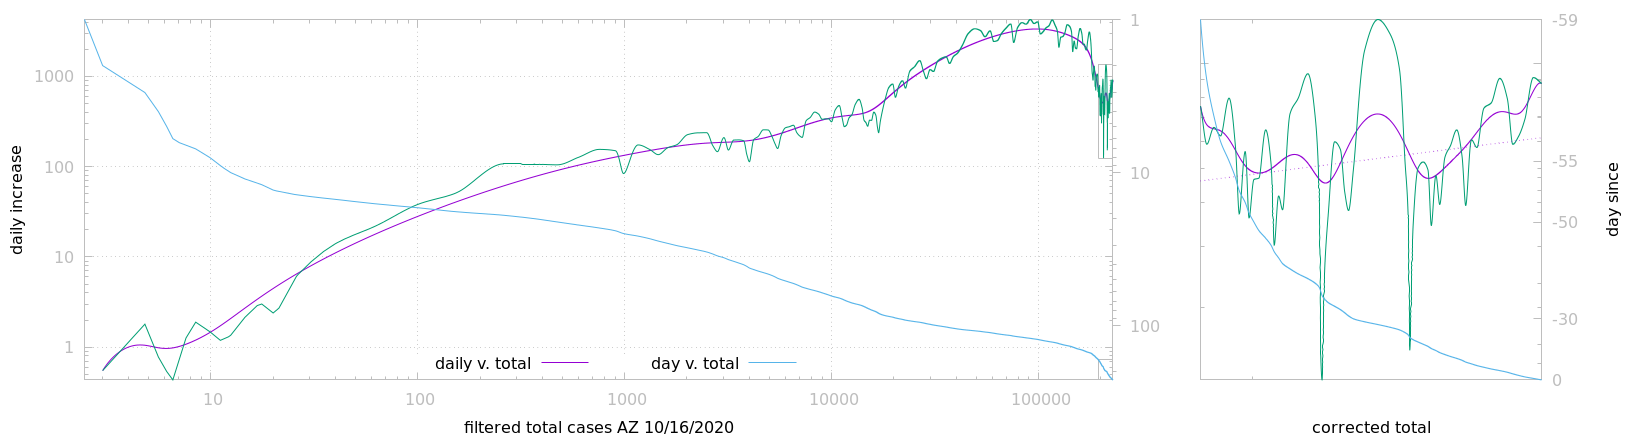 daily increase
1000
100
10
1
10
100
1000
10000
100000
daily v. total
day v. total
filtered total cases AZ 10/16/2020
1
10
100
-59
-55
-50
-30
0
day since
corrected total